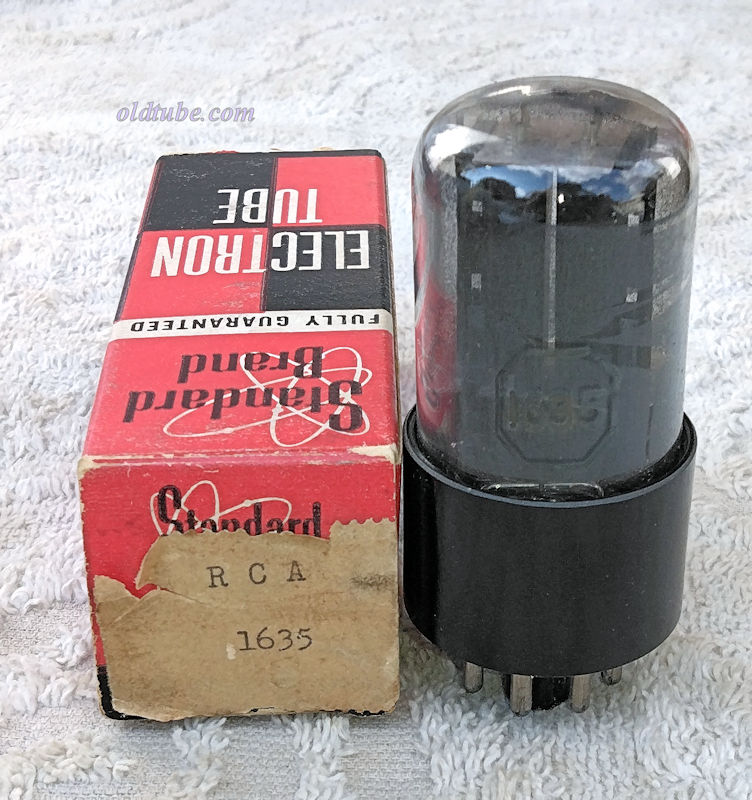 oldtube.com
ELECTRON
TUBE
FULLY GUARANTEED
Standard
Brand
Standard
RCA
1635
1635